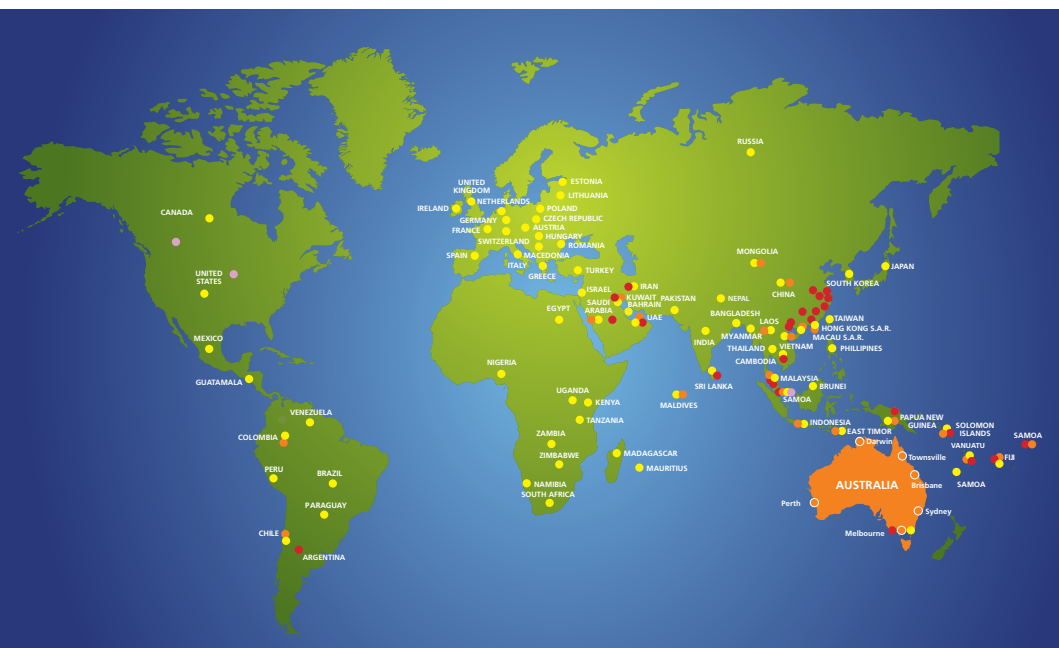 RUSSIA
ESTONIA
LITHUANIA
UNITED
KINGDOM
NETHERLANDS
IRELAND
POLAND
GERMANY
CZECH REPUBLIC
FRANCE
AUSTRIA
HUNGARY
SWITZERLAND
ROMANIA
SPAIN
MACEDONIA
ITALY
GREECE
TURKEY
CANADA
UNITED
STATES
MEXICO
GUATAMALA
VENEZUELA
COLOMBIA
PERU
BRAZIL
PARAGUAY
CHILE
ARGENTINA
MONGOLIA
JAPAN
CHINA
SOUTH KOREA
ISRAEL
IRAN
SAUDI
ARABIA
KUWAIT
BAHRAIN
UAE
PAKISTAN
NEPAL
EGYPT
BANGLADESH
LAOS
TAIWAN
HONG KONG S.A.R.
MACAU S.A.R.
MYANMAR
INDIA
THAILAND
VIETNAM
PHILLIPINES
CAMBODIA
SRI LANKA
MALAYSIA
BRUNEI
SAMOA
MALDIVES
NIGERIA
UGANDA
KENYA
TANZANIA
ZAMBIA
ZIMBABWE
MADAGASCAR
MAURITIUS
NAMIBIA
SOUTH AFRICA
INDONESIA
EAST TIMOR
PAPUA NEW
GUINEA
SOLOMON
ISLANDS
SAMOA
VANUATU
FIJI
SAMOA
Darwin
Townsville
AUSTRALIA
Brisbane
Perth
Sydney
Melbourne